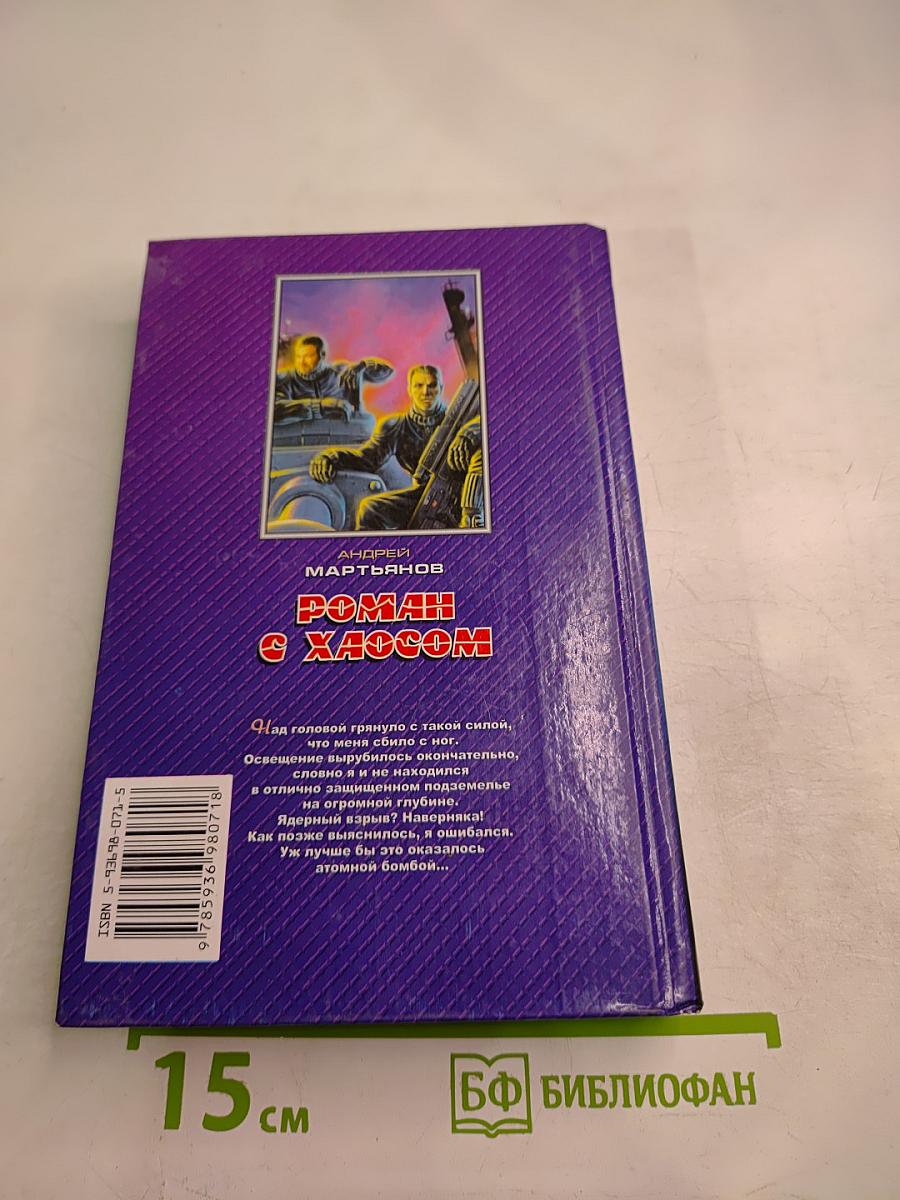 АНДРЕЙ
МАРТЬЯНОВ
РОМАН
С ХАОСОМ
Над головой грянуло с такой силой,
что меня сбило с ног.
Освещение вырубилось окончательно,
словно я и не находился
в отлично защищенном подземелье
на огромной глубине.
Ядерный взрыв? Наверняка!
Как позже выяснилось, я ошибался.
Уж лучше бы это оказалось
атомной бомбой...
ISBN 5-93698-071-5
9 785936 980718
15 см
БФ БИБЛИОФАН